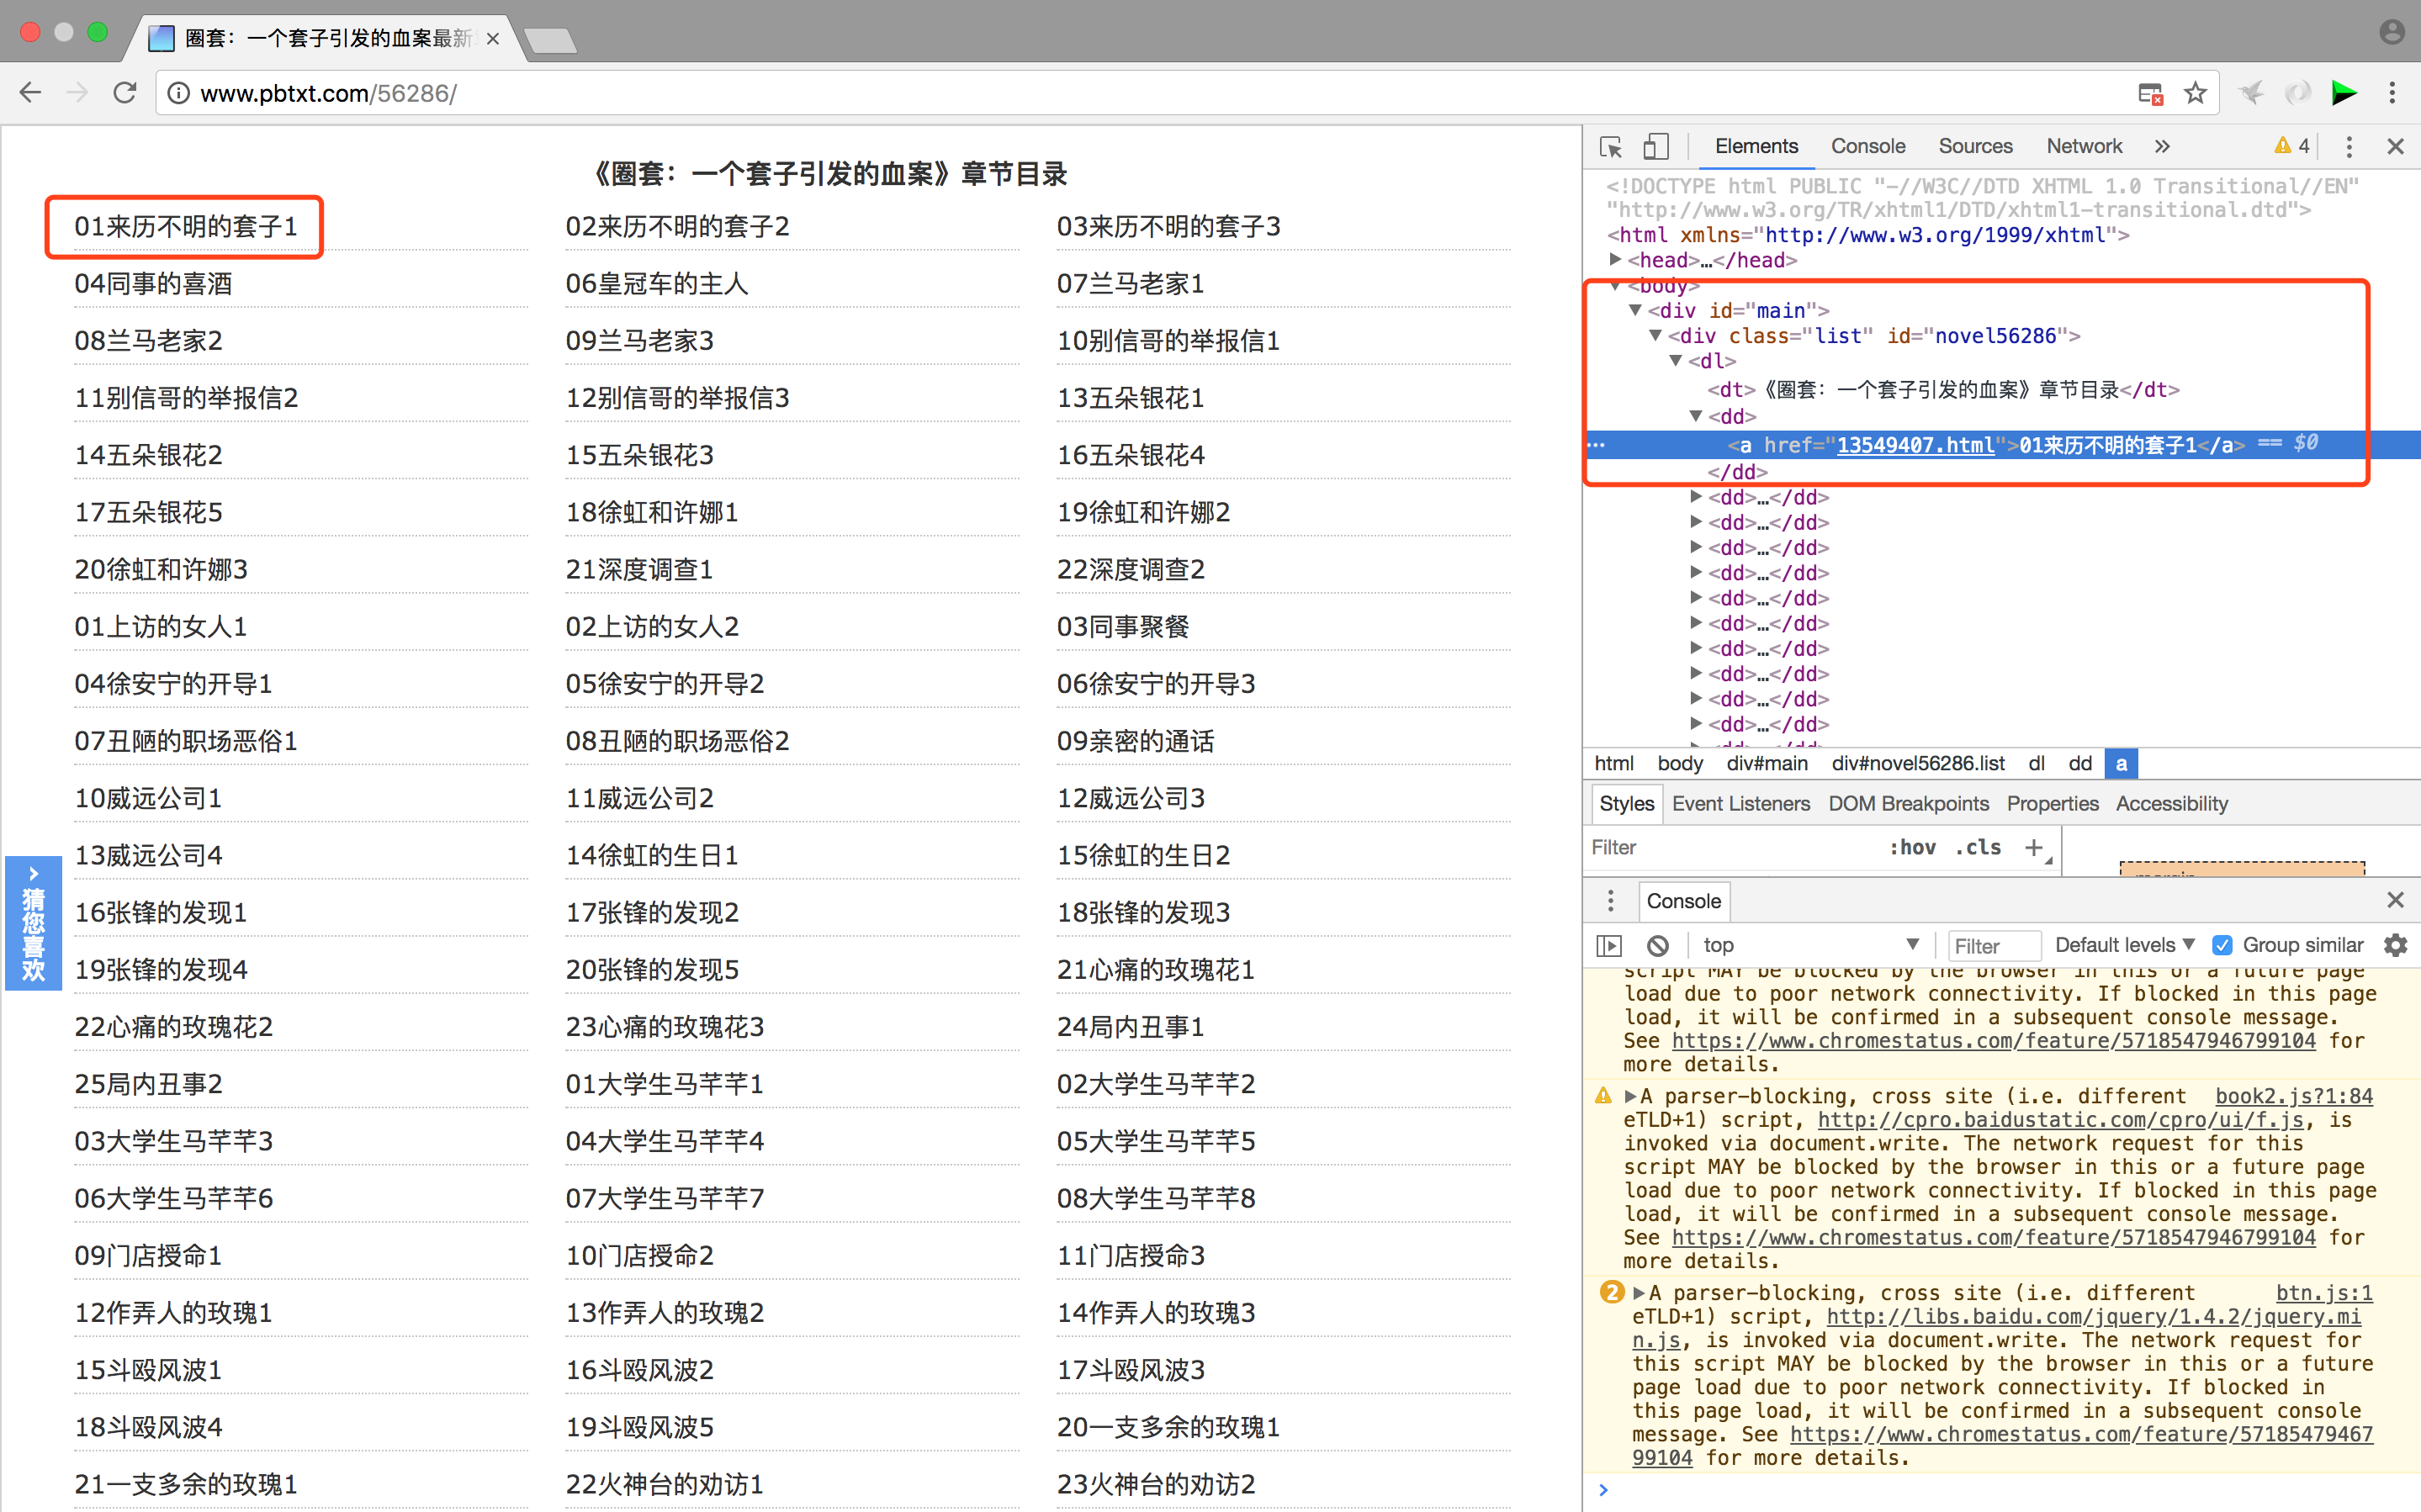 圈套：一个套子引发的血案最新
www.pbtxt.com/56286/
《圈套：一个套子引发的血案》章节目录
01来历不明的套子1 02来历不明的套子2 03来历不明的套子3
04同事的喜酒 06皇冠车的主人 07兰马老家1
08兰马老家2 09兰马老家3 10别信哥的举报信1
11别信哥的举报信2 12别信哥的举报信3 13五朵银花1
14五朵银花2 15五朵银花3 16五朵银花4
17五朵银花5 18徐虹和许娜1 19徐虹和许娜2
20徐虹和许娜3 21深度调查1 22深度调查2
01上访的女人1 02上访的女人2 03同事聚餐
04徐安宁的开导1 05徐安宁的开导2 06徐安宁的开导3
07丑陋的职场恶俗1 08丑陋的职场恶俗2 09亲密的通话
10威远公司1 11威远公司2 12威远公司3
13威远公司4 14徐虹的生日1 15徐虹的生日2
16张锋的发现1 17张锋的发现2 18张锋的发现3
19张锋的发现4 20张锋的发现5 21心痛的玫瑰花1
22心痛的玫瑰花2 23心痛的玫瑰花3 24局内丑事1
25局内丑事2 01大学生马芊芊1 02大学生马芊芊2
03大学生马芊芊3 04大学生马芊芊4 05大学生马芊芊5
06大学生马芊芊6 07大学生马芊芊7 08大学生马芊芊8
09门店授命1 10门店授命2 11门店授命3
12作弄人的玫瑰1 13作弄人的玫瑰2 14作弄人的玫瑰3
15斗殴风波1 16斗殴风波2 17斗殴风波3
18斗殴风波4 19斗殴风波5 20一支多余的玫瑰1
21一支多余的玫瑰1 22火神台的劝访1 23火神台的劝访2
› 猜您喜欢
Elements Console Sources Network » 4
<!DOCTYPE html PUBLIC "-//W3C//DTD XHTML 1.0 Transitional//EN"
"http://www.w3.org/TR/xhtml1/DTD/xhtml1-transitional.dtd">
<html xmlns="http://www.w3.org/1999/xhtml">
▶<head>…</head>
▼<body>
▼<div id="main">
▼<div class="list" id="novel56286">
▼<dl>
<dt>《圈套：一个套子引发的血案》章节目录</dt>
▼<dd>
… <a href="13549407.html">01来历不明的套子1</a> == $0
</dd>
▶<dd>…</dd>
▶<dd>…</dd>
▶<dd>…</dd>
▶<dd>…</dd>
▶<dd>…</dd>
▶<dd>…</dd>
▶<dd>…</dd>
▶<dd>…</dd>
▶<dd>…</dd>
▶<dd>…</dd>
▶<dd>…</dd>
html body div#main div#novel56286.list dl dd a
Styles Event Listeners DOM Breakpoints Properties Accessibility
Filter :hov .cls +
margin
Console
top Filter Default levels Group similar
script MAY be blocked by the browser in this or a future page
load due to poor network connectivity. If blocked in this page
load, it will be confirmed in a subsequent console message.
See https://www.chromestatus.com/feature/5718547946799104 for
more details.
▶A parser-blocking, cross site (i.e. different book2.js?1:84
eTLD+1) script, http://cpro.baidustatic.com/cpro/ui/f.js, is
invoked via document.write. The network request for this
script MAY be blocked by the browser in this or a future page
load due to poor network connectivity. If blocked in this page
load, it will be confirmed in a subsequent console message.
See https://www.chromestatus.com/feature/5718547946799104 for
more details.
2 ▶A parser-blocking, cross site (i.e. different btn.js:1
eTLD+1) script, http://libs.baidu.com/jquery/1.4.2/jquery.mi
n.js, is invoked via document.write. The network request for
this script MAY be blocked by the browser in this or a future
page load due to poor network connectivity. If blocked in
this page load, it will be confirmed in a subsequent console
message. See https://www.chromestatus.com/feature/57185479467
99104 for more details.